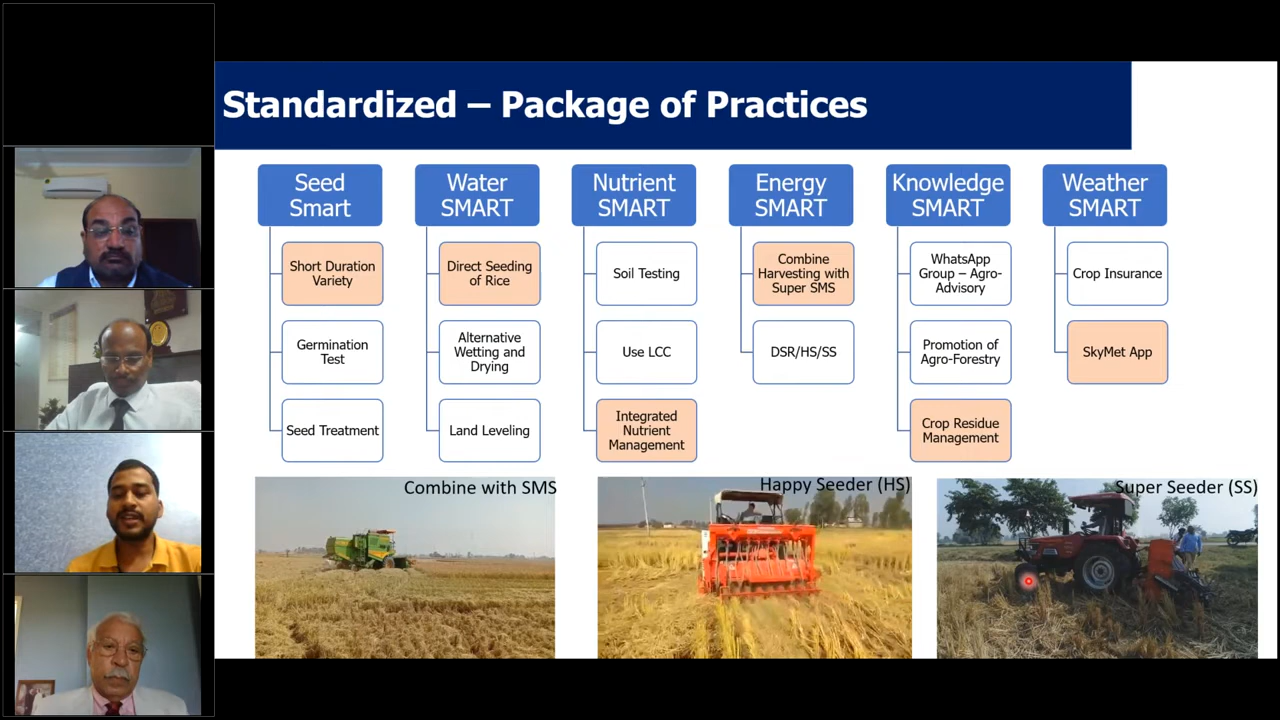 Standardized – Package of Practices
Seed
Smart
Short Duration
Variety
Germination
Test
Seed Treatment
Water
SMART
Direct Seeding
of Rice
Alternative
Wetting and
Drying
Land Leveling
Nutrient
SMART
Soil Testing
Use LCC
Integrated
Nutrient
Management
Energy
SMART
Combine
Harvesting with
Super SMS
DSR/HS/SS
Knowledge
SMART
WhatsApp
Group – Agro-
Advisory
Promotion of
Agro-Forestry
Crop Residue
Management
Weather
SMART
Crop Insurance
SkyMet App
Combine with SMS
Happy Seeder (HS)
Super Seeder (SS)